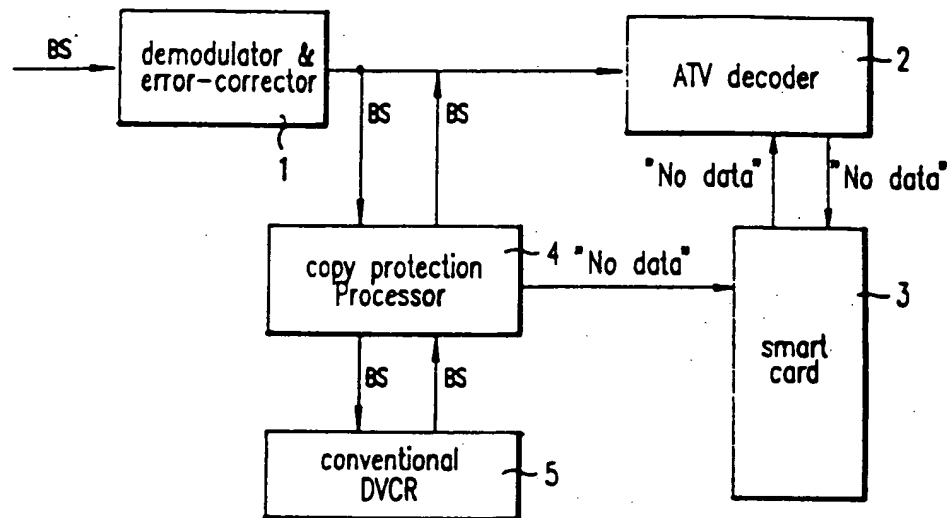 BS
demodulator &
error-corrector
1
ATV decoder
2
BS
BS
"No data"
"No data"
copy protection
Processor
4
"No data"
smart
card
3
BS
BS
conventional
DVCR
5